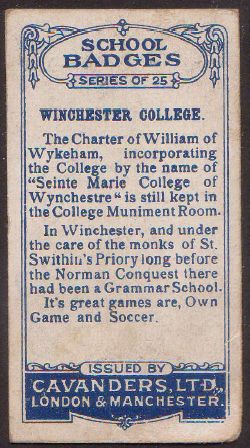 SCHOOL
BADGES
SERIES OF 25
WINCHESTER COLLEGE.
The Charter of William of
Wykeham, incorporating
the College by the name of
"Seinte Marie College of
Wynchestre" is still kept in
the College Muniment Room.
In Winchester, and under
the care of the monks of St.
Swithin's Priory long before
the Norman Conquest there
had been a Grammar School.
It's great games are, Own
Game and Soccer.
ISSUED BY
CAVANDERS, LTD.
LONDON & MANCHESTER.